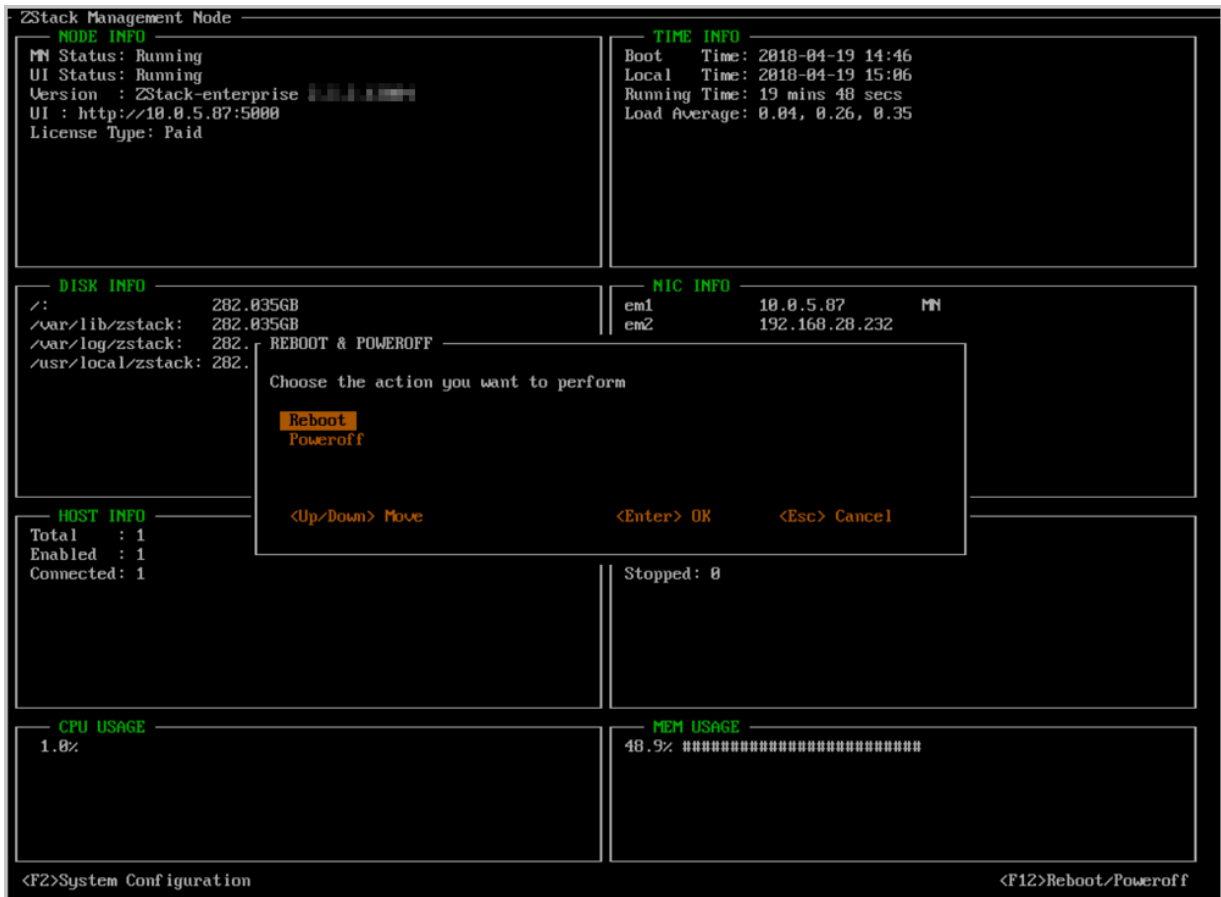 ZStack Management Node
NODE INFO
MN Status: Running
UI Status: Running
Version : ZStack-enterprise
UI : http://10.0.5.87:5000
License Type: Paid
TIME INFO
Boot Time: 2018-04-19 14:46
Local Time: 2018-04-19 15:06
Running Time: 19 mins 48 secs
Load Average: 0.04, 0.26, 0.35
DISK INFO
/: 282.035GB
/var/lib/zstack: 282.035GB
/var/log/zstack: 282.
/usr/local/zstack: 282.
NIC INFO
em1 10.0.5.87 MN
em2 192.168.28.232
REBOOT & POWEROFF
Choose the action you want to perform
Reboot
Poweroff
<Up/Down> Move <Enter> OK <Esc> Cancel
HOST INFO
Total : 1
Enabled : 1
Connected: 1
Stopped: 0
CPU USAGE
1.0%
MEM USAGE
48.9% #########################
<F2>System Configuration <F12>Reboot/Poweroff